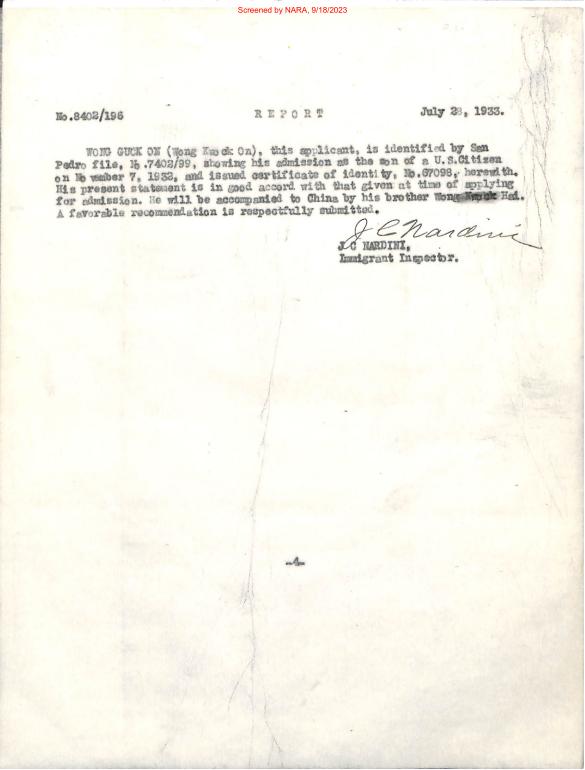 Screened by NARA, 9/18/2023
No.8402/196 REPORT July 28, 1933.
WONG GUCK ON (Wong Kwock On), this applicant, is identified by San
Pedro file, No.7402/99, showing his admission as the son of a U.S.Citizen
on November 7, 1932, and issued certificate of identity, No.67098, herewith.
His present statement is in good accord with that given at time of applying
for admission. He will be accompanied to China by his brother Wong Hai.
A favorable recommendation is respectfully submitted.
J C Nardini
J.C NARDINI,
Immigrant Inspector.
-4-